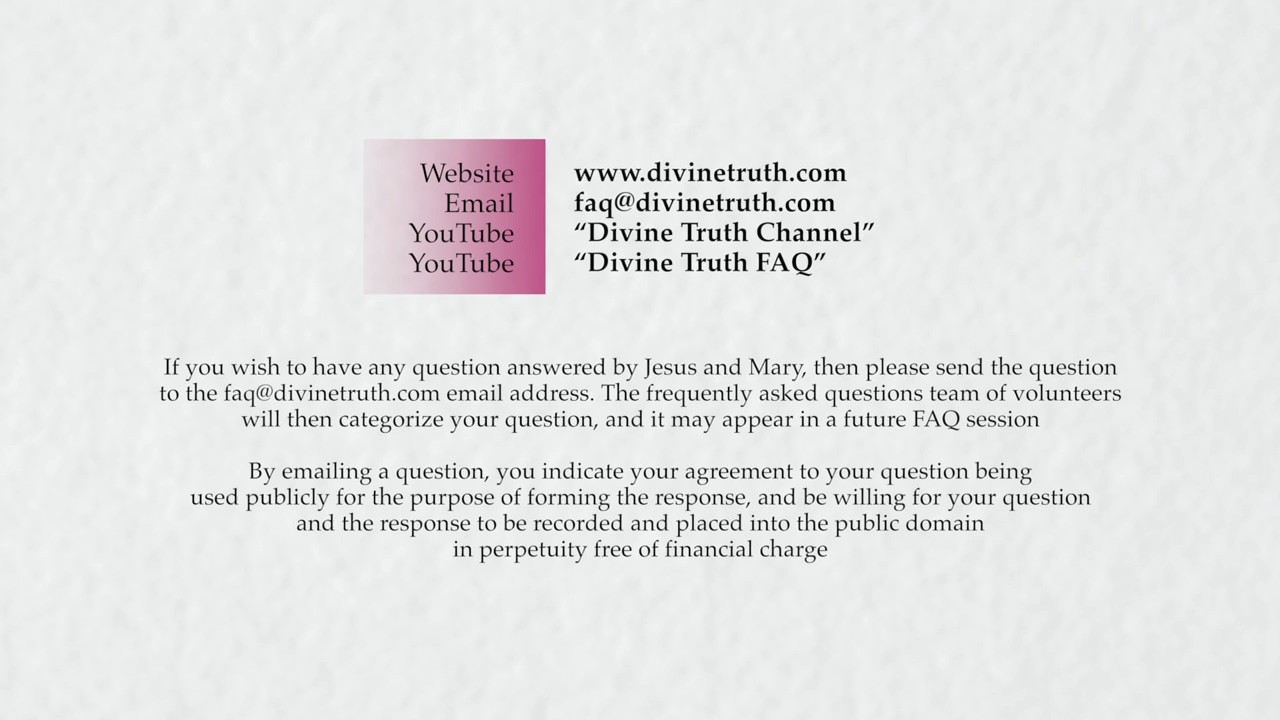 Website www.divinetruth.com
Email faq@divinetruth.com
YouTube “Divine Truth Channel”
YouTube “Divine Truth FAQ”
If you wish to have any question answered by Jesus and Mary, then please send the question
to the faq@divinetruth.com email address. The frequently asked questions team of volunteers
will then categorize your question, and it may appear in a future FAQ session
By emailing a question, you indicate your agreement to your question being
used publicly for the purpose of forming the response, and be willing for your question
and the response to be recorded and placed into the public domain
in perpetuity free of financial charge